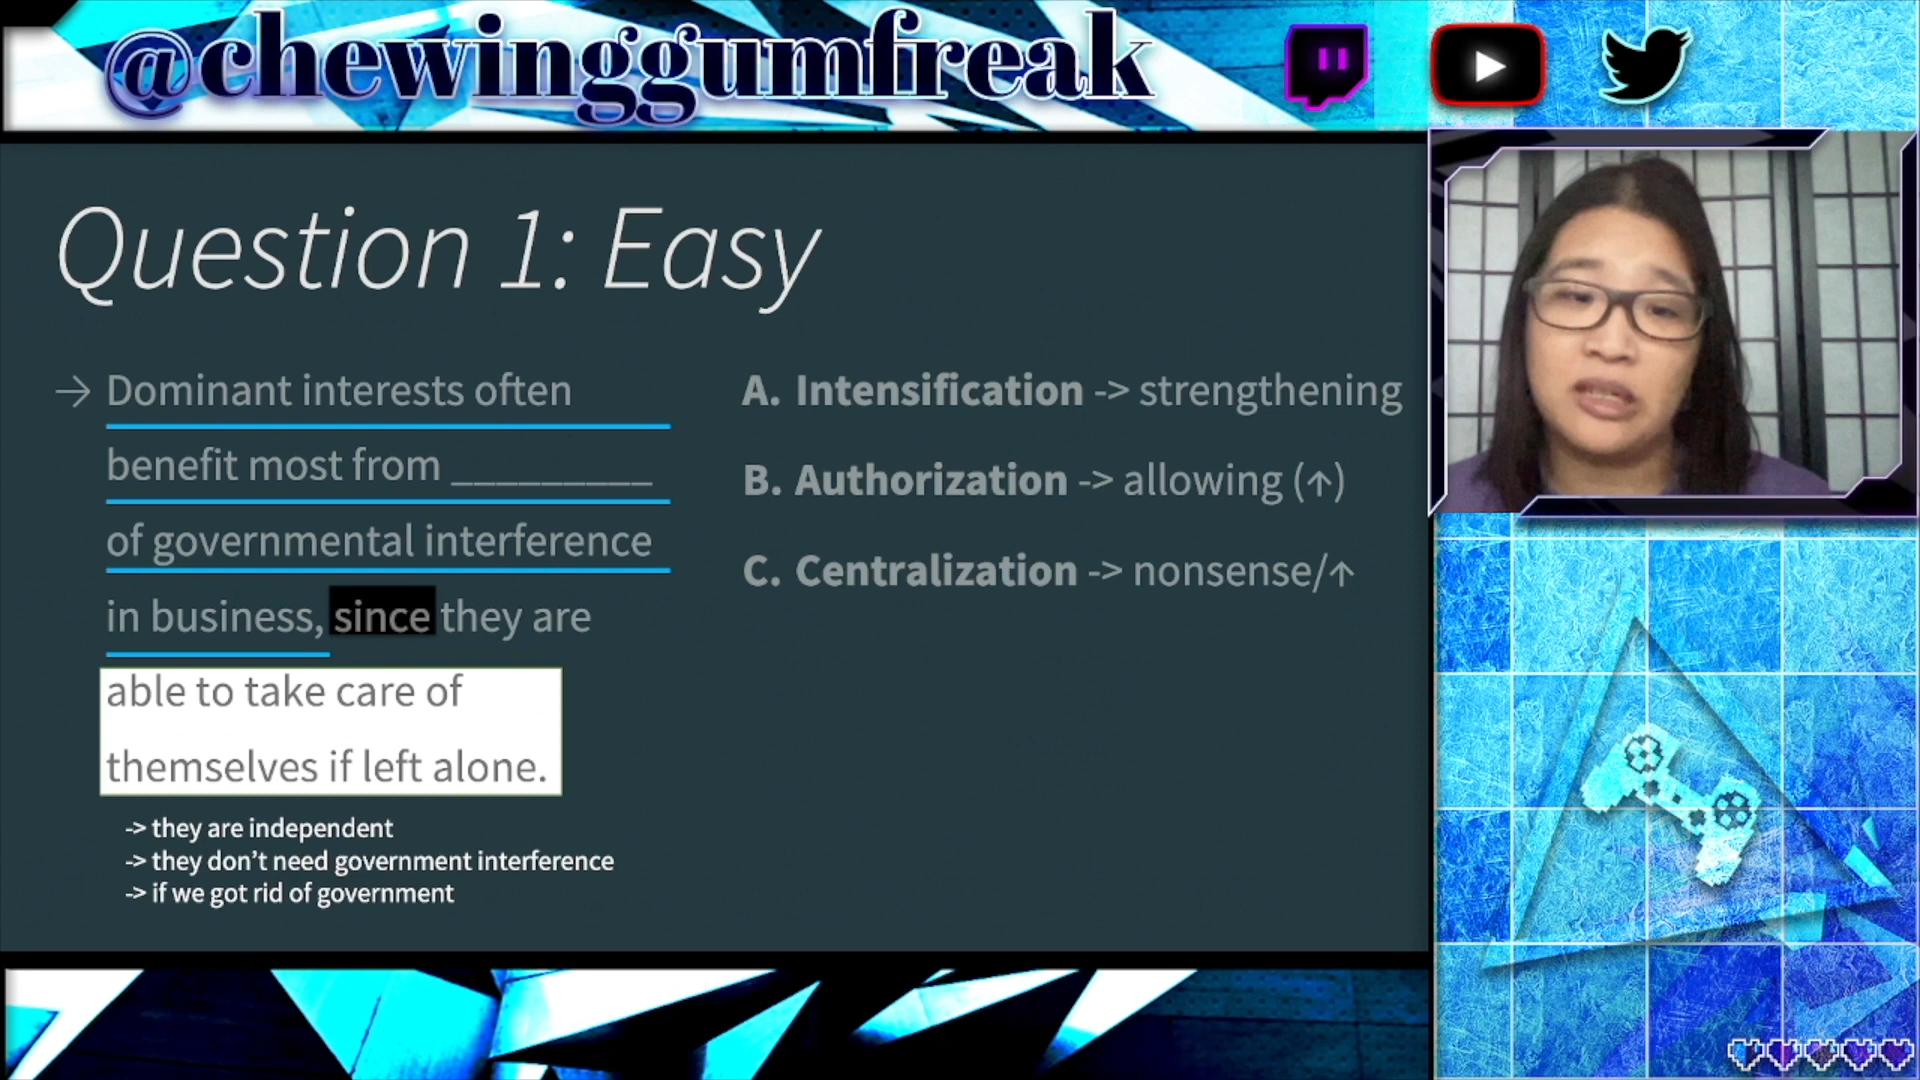 @chewinggumfreak
Question 1: Easy
→ Dominant interests often
benefit most from _________
of governmental interference
in business, since they are
able to take care of
themselves if left alone.
-> they are independent
-> they don't need government interference
-> if we got rid of government
A. Intensification -> strengthening
B. Authorization -> allowing (↑)
C. Centralization -> nonsense/↑